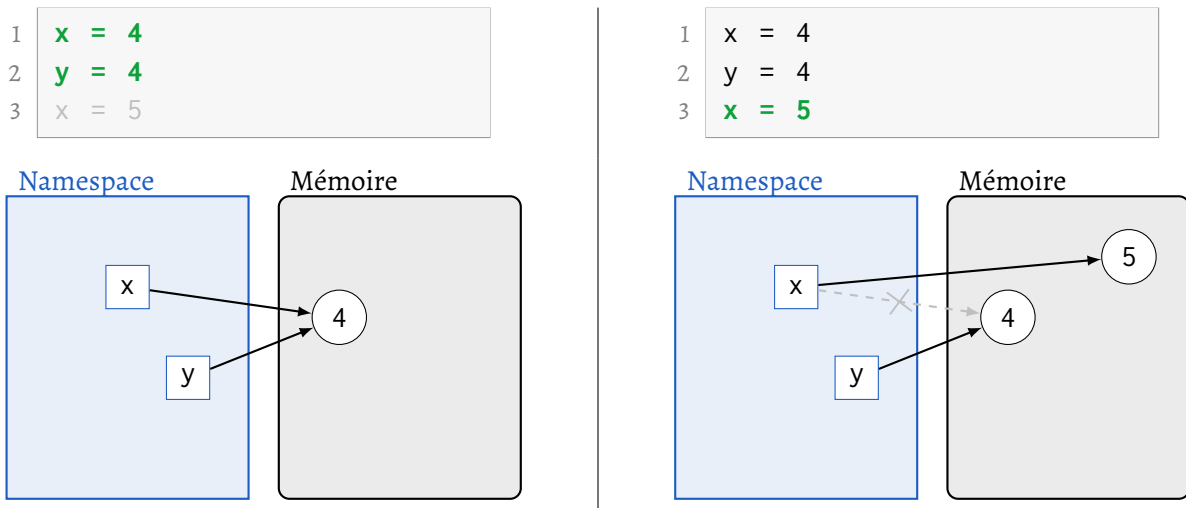 1 x = 4
2 y = 4
3 x = 5
Namespace
Mémoire
x
4
y
1 x = 4
2 y = 4
3 x = 5
Namespace
Mémoire
5
x
4
y